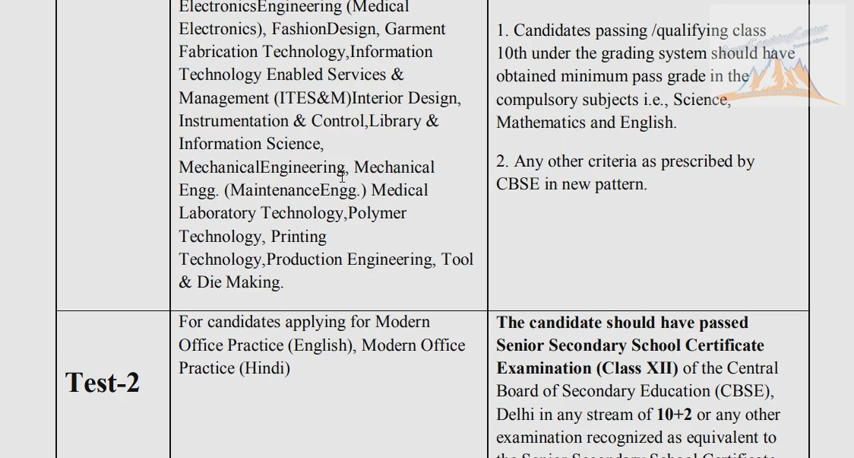 ElectronicsEngineering (Medical
Electronics), FashionDesign, Garment
Fabrication Technology,Information
Technology Enabled Services &
Management (ITES&M)Interior Design,
Instrumentation & Control,Library &
Information Science,
MechanicalEngineering, Mechanical
Engg. (MaintenanceEngg.) Medical
Laboratory Technology,Polymer
Technology, Printing
Technology,Production Engineering, Tool
& Die Making.
1. Candidates passing /qualifying class
10th under the grading system should have
obtained minimum pass grade in the
compulsory subjects i.e., Science,
Mathematics and English.
2. Any other criteria as prescribed by
CBSE in new pattern.
Test-2
For candidates applying for Modern
Office Practice (English), Modern Office
Practice (Hindi)
The candidate should have passed
Senior Secondary School Certificate
Examination (Class XII) of the Central
Board of Secondary Education (CBSE),
Delhi in any stream of 10+2 or any other
examination recognized as equivalent to